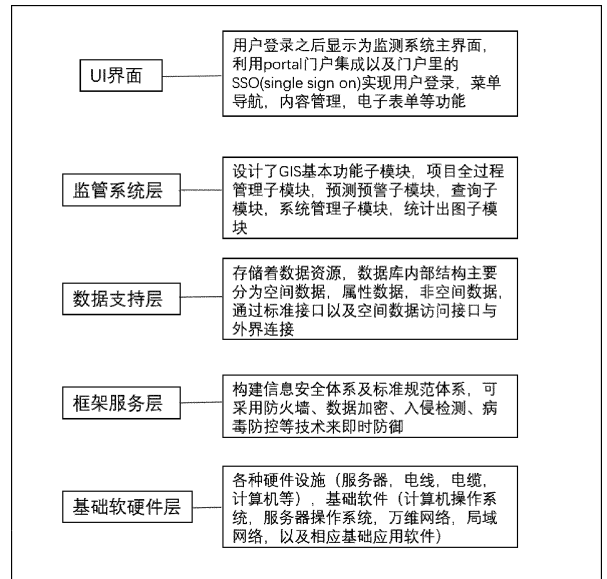 UI界面
用户登录之后显示为监测系统主界面，
利用portal门户集成以及门户里的
SSO(single sign on)实现用户登录，菜单
导航，内容管理，电子表单等功能
监管系统层
设计了GIS基本功能子模块，项目全过程
管理子模块，预测预警子模块，查询子
模块，系统管理子模块，统计出图子模
块
数据支持层
存储着数据资源，数据库内部结构主要
分为空间数据，属性数据，非空间数据，
通过标准接口以及空间数据访问接口与
外界连接
框架服务层
构建信息安全体系及标准规范体系，可
采用防火墙、数据加密、入侵检测、病
毒防控等技术来即时防御
基础软硬件层
各种硬件设施（服务器，电线，电缆，
计算机等），基础软件（计算机操作系
统，服务器操作系统，万维网络，局域
网络，以及相应基础应用软件）